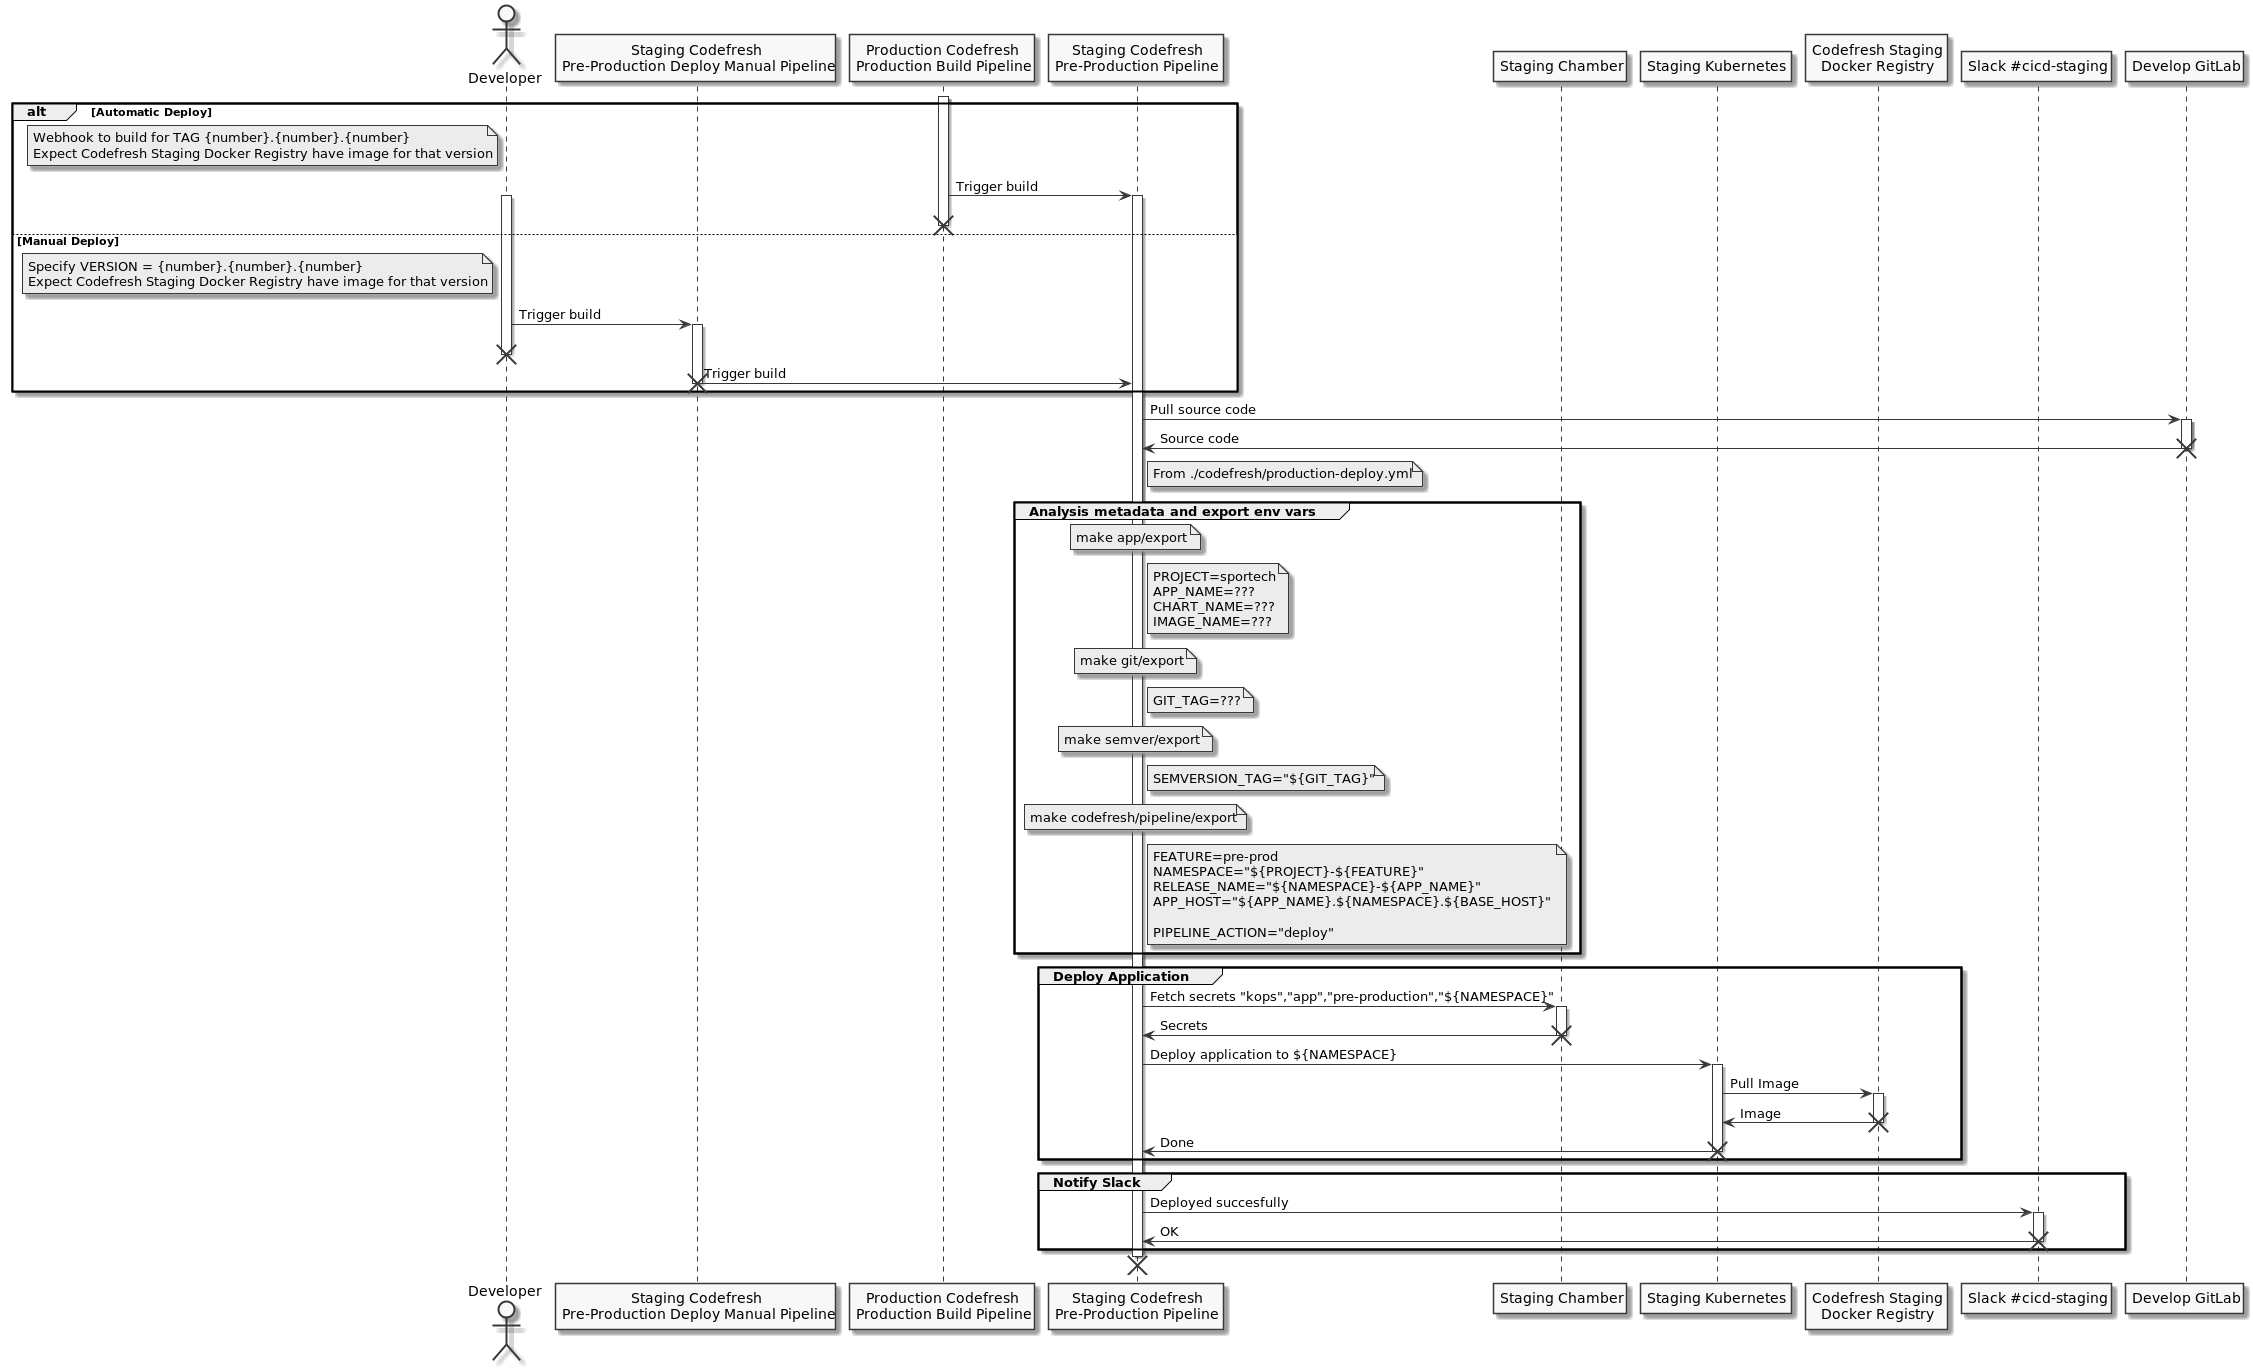 Developer
Staging Codefresh
Pre-Production Deploy Manual Pipeline
Production Codefresh
Production Build Pipeline
Staging Codefresh
Pre-Production Pipeline
Staging Chamber
Staging Kubernetes
Codefresh Staging
Docker Registry
Slack #cicd-staging
Develop GitLab
alt [Automatic Deploy]
Webhook to build for TAG {number}.{number}.{number}
Expect Codefresh Staging Docker Registry have image for that version
Trigger build
[Manual Deploy]
Specify VERSION = {number}.{number}.{number}
Expect Codefresh Staging Docker Registry have image for that version
Trigger build
Trigger build
Pull source code
Source code
From ./codefresh/production-deploy.yml
Analysis metadata and export env vars
make app/export
PROJECT=sportech
APP_NAME=???
CHART_NAME=???
IMAGE_NAME=???
make git/export
GIT_TAG=???
make semver/export
SEMVERSION_TAG="${GIT_TAG}"
make codefresh/pipeline/export
FEATURE=pre-prod
NAMESPACE="${PROJECT}-${FEATURE}"
RELEASE_NAME="${NAMESPACE}-${APP_NAME}"
APP_HOST="${APP_NAME}.${NAMESPACE}.${BASE_HOST}"
PIPELINE_ACTION="deploy"
Deploy Application
Fetch secrets "kops","app","pre-production","${NAMESPACE}"
Secrets
Deploy application to ${NAMESPACE}
Pull Image
Image
Done
Notify Slack
Deployed succesfully
OK
Developer
Staging Codefresh
Pre-Production Deploy Manual Pipeline
Production Codefresh
Production Build Pipeline
Staging Codefresh
Pre-Production Pipeline
Staging Chamber
Staging Kubernetes
Codefresh Staging
Docker Registry
Slack #cicd-staging
Develop GitLab